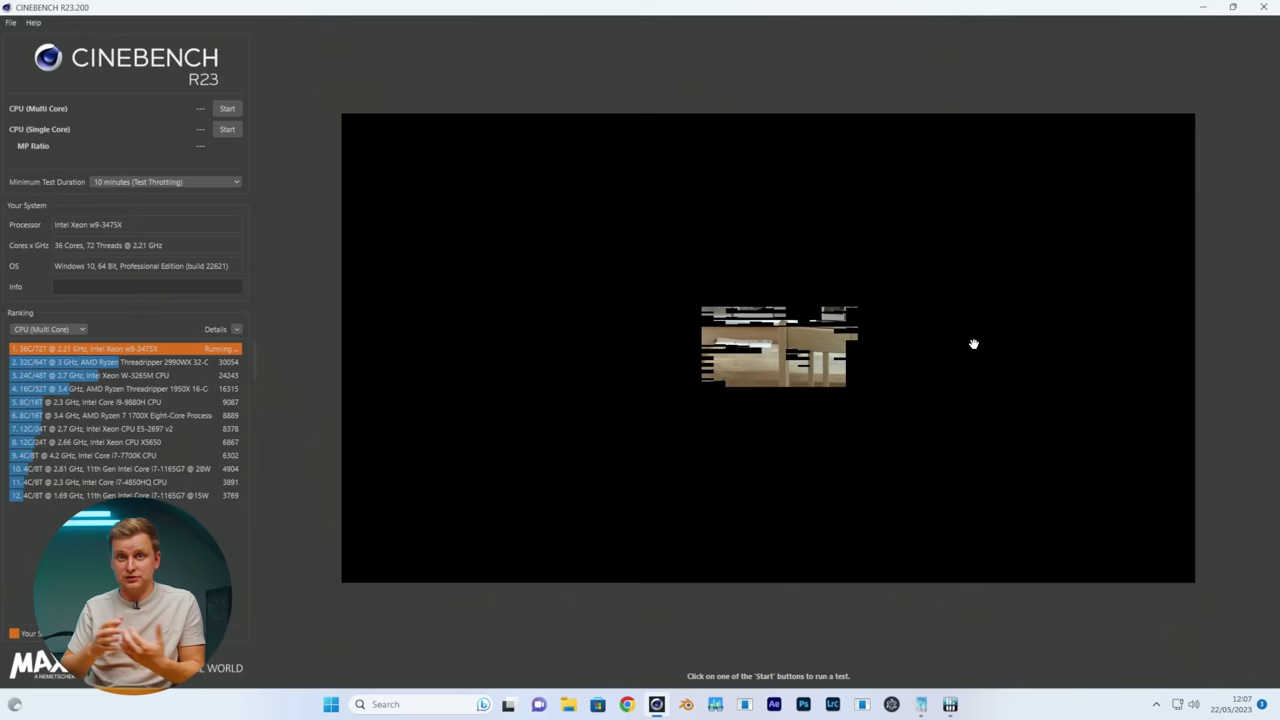 CINEBENCH R23.200
File Help
CINEBENCH
R23
CPU (Multi Core) --- Start
CPU (Single Core) --- Start
MP Ratio ---
Minimum Test Duration 10 minutes (Test Throttling)
Your System
Processor Intel Xeon w9-3475X
Cores x GHz 36 Cores, 72 Threads @ 2.21 GHz
OS Windows 10, 64 Bit, Professional Edition (build 22621)
Info
Ranking
CPU (Multi Core) Details
1. 36C/72T @ 2.21 GHz, Intel Xeon w9-3475X Running...
2. 32C/64T @ 3 GHz, AMD Ryzen Threadripper 2990WX 32-C 30054
3. 24C/48T @ 2.7 GHz, Intel Xeon W-3265M CPU 24243
4. 16C/32T @ 3.4 GHz, AMD Ryzen Threadripper 1950X 16-C 16315
5. 8C/16T @ 2.3 GHz, Intel Core i9-9880H CPU 9087
6. 8C/16T @ 3.4 GHz, AMD Ryzen 7 1700X Eight-Core Process 8889
7. 12C/24T @ 2.7 GHz, Intel Xeon CPU E5-2697 v2 8378
8. 12C/24T @ 2.66 GHz, Intel Xeon CPU X5650 6867
9. 4C/8T @ 4.2 GHz, Intel Core i7-7700K CPU 6302
10. 4C/8T @ 2.81 GHz, 11th Gen Intel Core i7-1165G7 @ 28W 4904
11. 4C/8T @ 2.3 GHz, Intel Core i7-4850HQ CPU 3891
12. 4C/8T @ 1.69 GHz, 11th Gen Intel Core i7-1165G7 @15W 3769
Your S
MAX WORLD
A NEMETSCHE
Click on one of the 'Start' buttons to run a test.
Search Ae Ps Lrc 12:07
22/05/2023